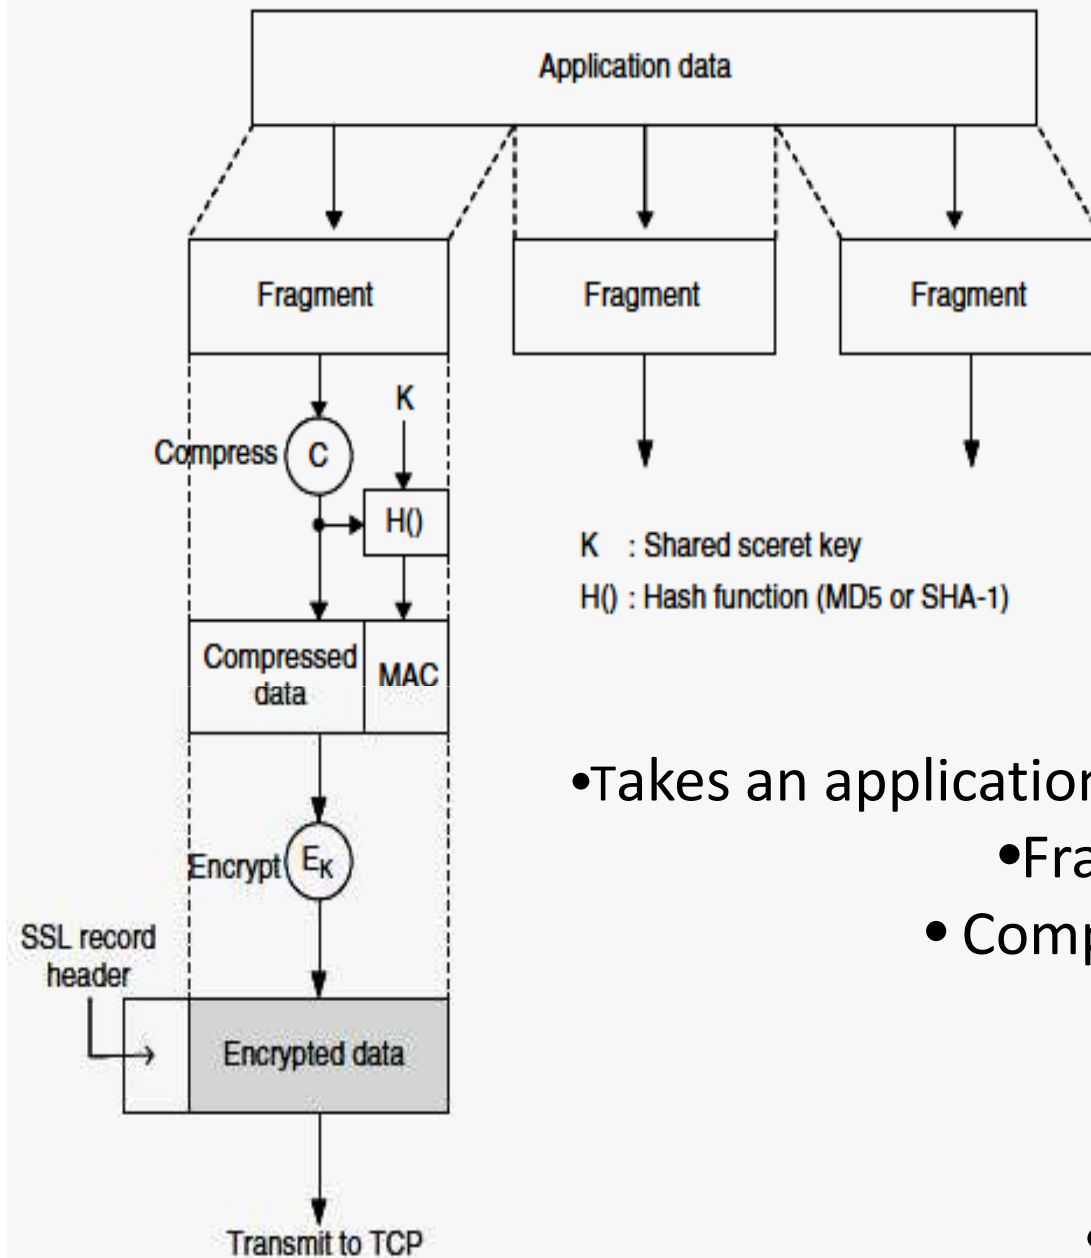 Application data
Fragment
Fragment
Fragment
K
Compress
C
H()
K : Shared sceret key
H() : Hash function (MD5 or SHA-1)
Compressed
data
MAC
•Takes an application
•Fra
• Comp
Encrypt
EK
SSL record
header
Encrypted data
Transmit to TCP